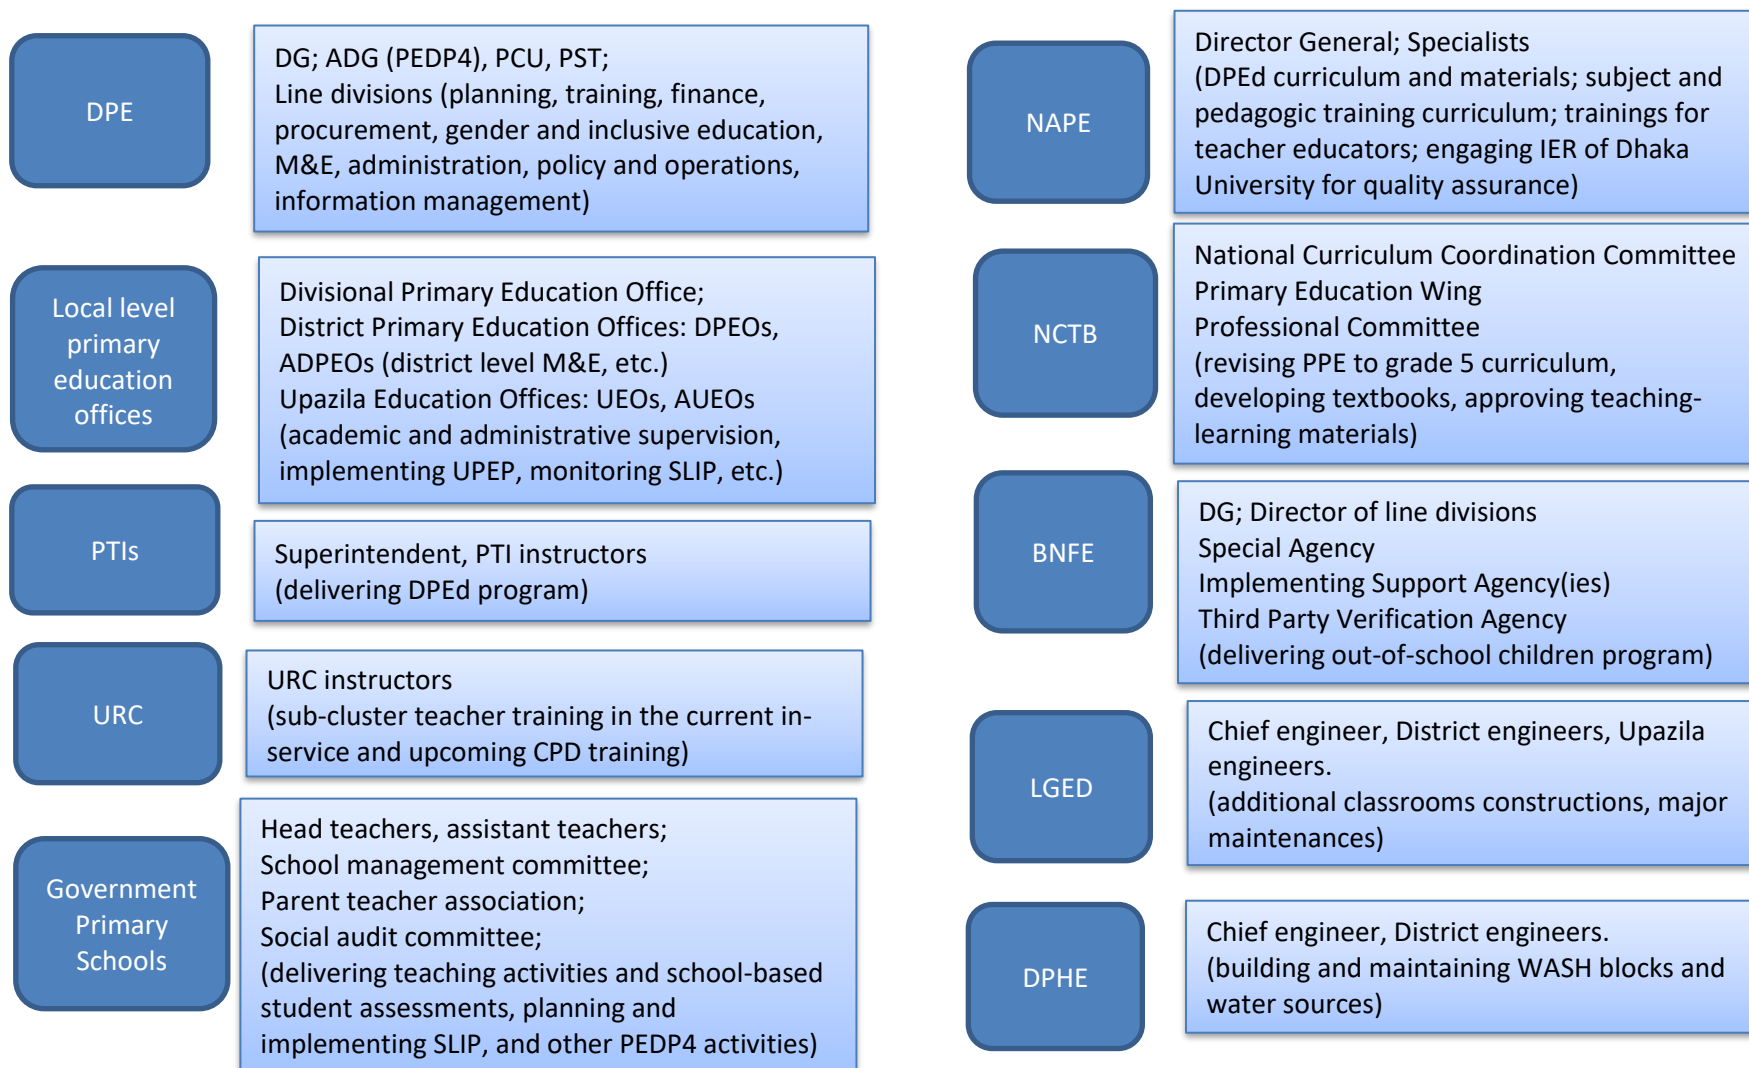 DPE
DG; ADG (PEDP4), PCU, PST;
Line divisions (planning, training, finance,
procurement, gender and inclusive education,
M&E, administration, policy and operations,
information management)
Local level
primary
education
offices
Divisional Primary Education Office;
District Primary Education Offices: DPEOs,
ADPEOs (district level M&E, etc.)
Upazila Education Offices: UEOs, AUEOs
(academic and administrative supervision,
implementing UPEP, monitoring SLIP, etc.)
PTIs
Superintendent, PTI instructors
(delivering DPEd program)
URC
URC instructors
(sub-cluster teacher training in the current in-
service and upcoming CPD training)
Government
Primary
Schools
Head teachers, assistant teachers;
School management committee;
Parent teacher association;
Social audit committee;
(delivering teaching activities and school-based
student assessments, planning and
implementing SLIP, and other PEDP4 activities)
NAPE
Director General; Specialists
(DPEd curriculum and materials; subject and
pedagogic training curriculum; trainings for
teacher educators; engaging IER of Dhaka
University for quality assurance)
NCTB
National Curriculum Coordination Committee
Primary Education Wing
Professional Committee
(revising PPE to grade 5 curriculum,
developing textbooks, approving teaching-
learning materials)
BNFE
DG; Director of line divisions
Special Agency
Implementing Support Agency(ies)
Third Party Verification Agency
(delivering out-of-school children program)
LGED
Chief engineer, District engineers, Upazila
engineers.
(additional classrooms constructions, major
maintenances)
DPHE
Chief engineer, District engineers.
(building and maintaining WASH blocks and
water sources)